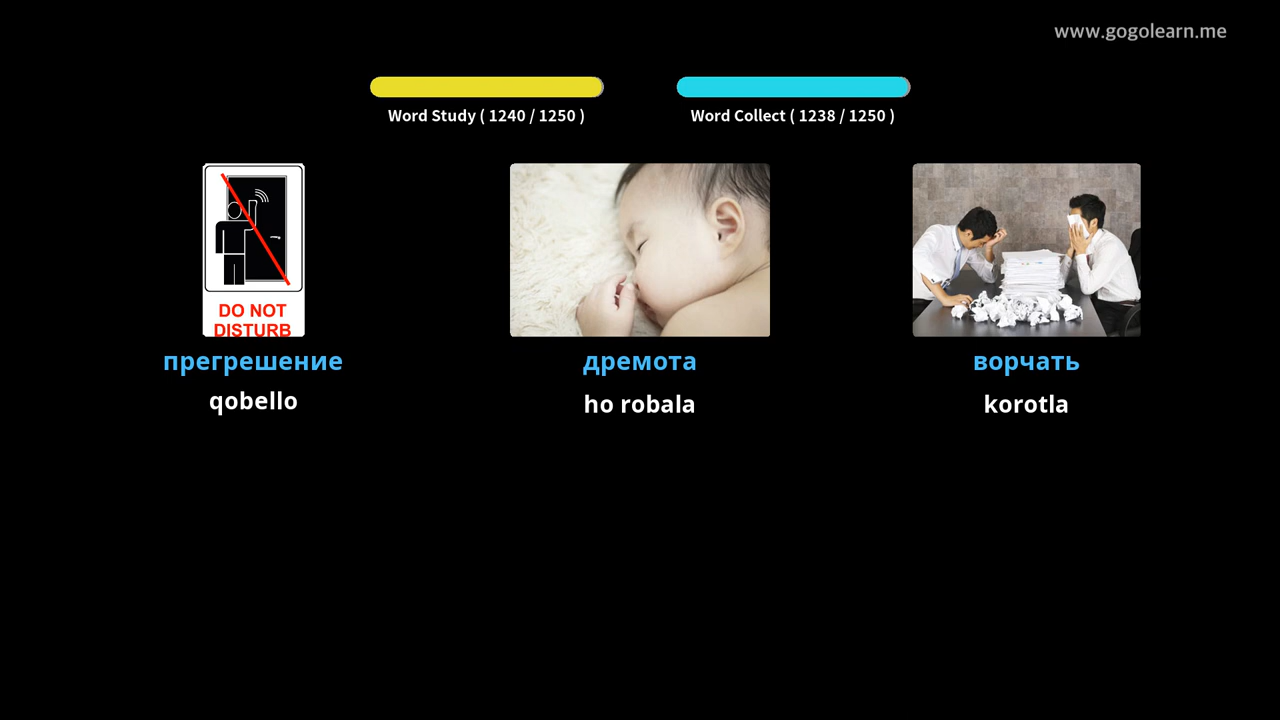 www.gogolearn.me
Word Study ( 1240 / 1250 )
Word Collect ( 1238 / 1250 )
DO NOT
DISTURB
прегрешение
дремота
ворчать
qobello
ho robala
korotla